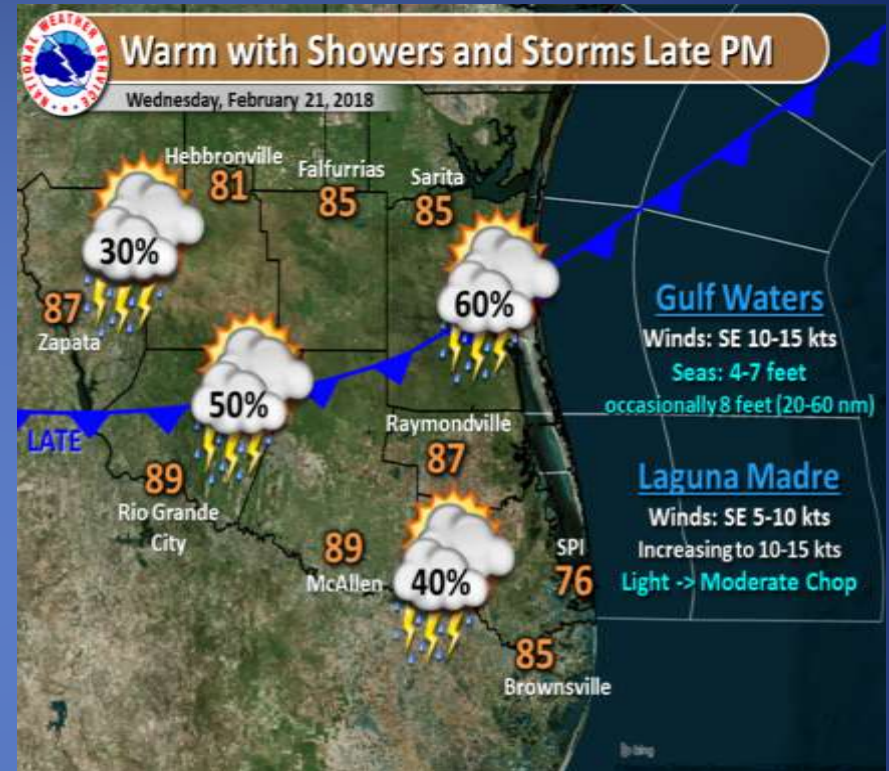 NATIONAL WEATHER SERVICE
Warm with Showers and Storms Late PM
Wednesday, February 21, 2018
Hebbronville
81
Falfurrias
85
Sarita
85
30%
87
Zapata
60%
Gulf Waters
Winds: SE 10-15 kts
Seas: 4-7 feet
occasionally 8 feet (20-60 nm)
50%
LATE
Raymondville
87
89
Rio Grande
City
Laguna Madre
Winds: SE 5-10 kts
Increasing to 10-15 kts
Light -> Moderate Chop
89
McAllen
40%
SPI
76
85
Brownsville
bing